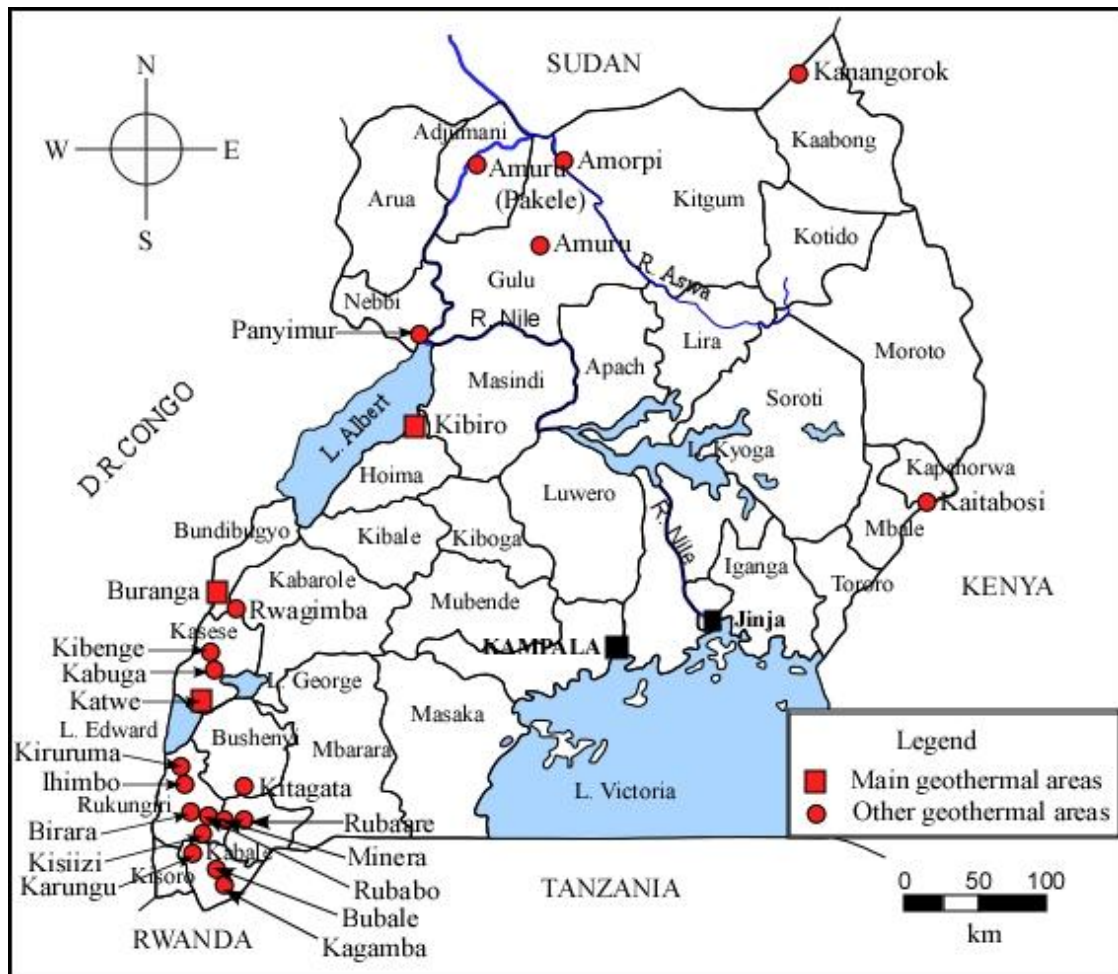 N
SUDAN
Kanangorok
W
E
Adjumani
Kaabong
Amuru
(Pakele)
Amorpi
S
Arua
Kitgum
Kotido
Amuru
R. Aswa
Gulu
Nebbi
Panyimur
R. Nile
Lira
Moroto
Apach
Masindi
Soroti
L. Albert
Kibiro
D.R.CONGO
L. Kyoga
Kapchorwa
Hoima
Luwero
Kaitabosi
Bundibugyo
Mbale
Kibale
Kiboga
R. Nile
Iganga
Kabarole
Tororo
KENYA
Buranga
Mubende
Rwagimba
Jinja
Kasese
Kibenge
KAMPALA
Kabuga
L. George
Katwe
Masaka
L. Edward
Bushenyi
Mbarara
Kiruruma
Ihimbo
Kitagata
L. Victoria
Rukungiri
Birara
Rubaare
Kisiizi
Kabale
Minera
Karungu
Kisoro
Rubabo
TANZANIA
Bubale
RWANDA
Kagamba
Legend
Main geothermal areas
Other geothermal areas
0 50 100
km